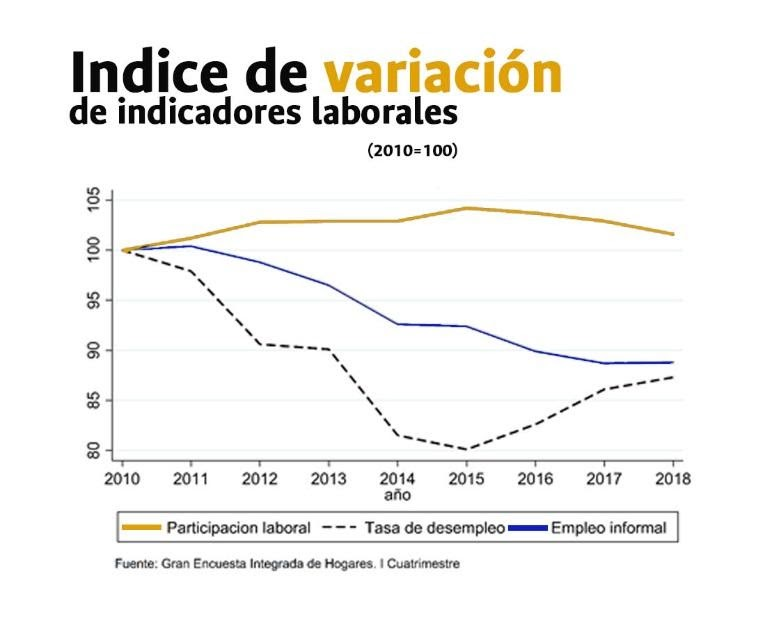 Indice de variación
de indicadores laborales
(2010=100)
105
100
95
90
85
80
2010 2011 2012 2013 2014 2015 2016 2017 2018
año
Participacion laboral Tasa de desempleo Empleo informal
Fuente: Gran Encuesta Integrada de Hogares. I Cuatrimestre